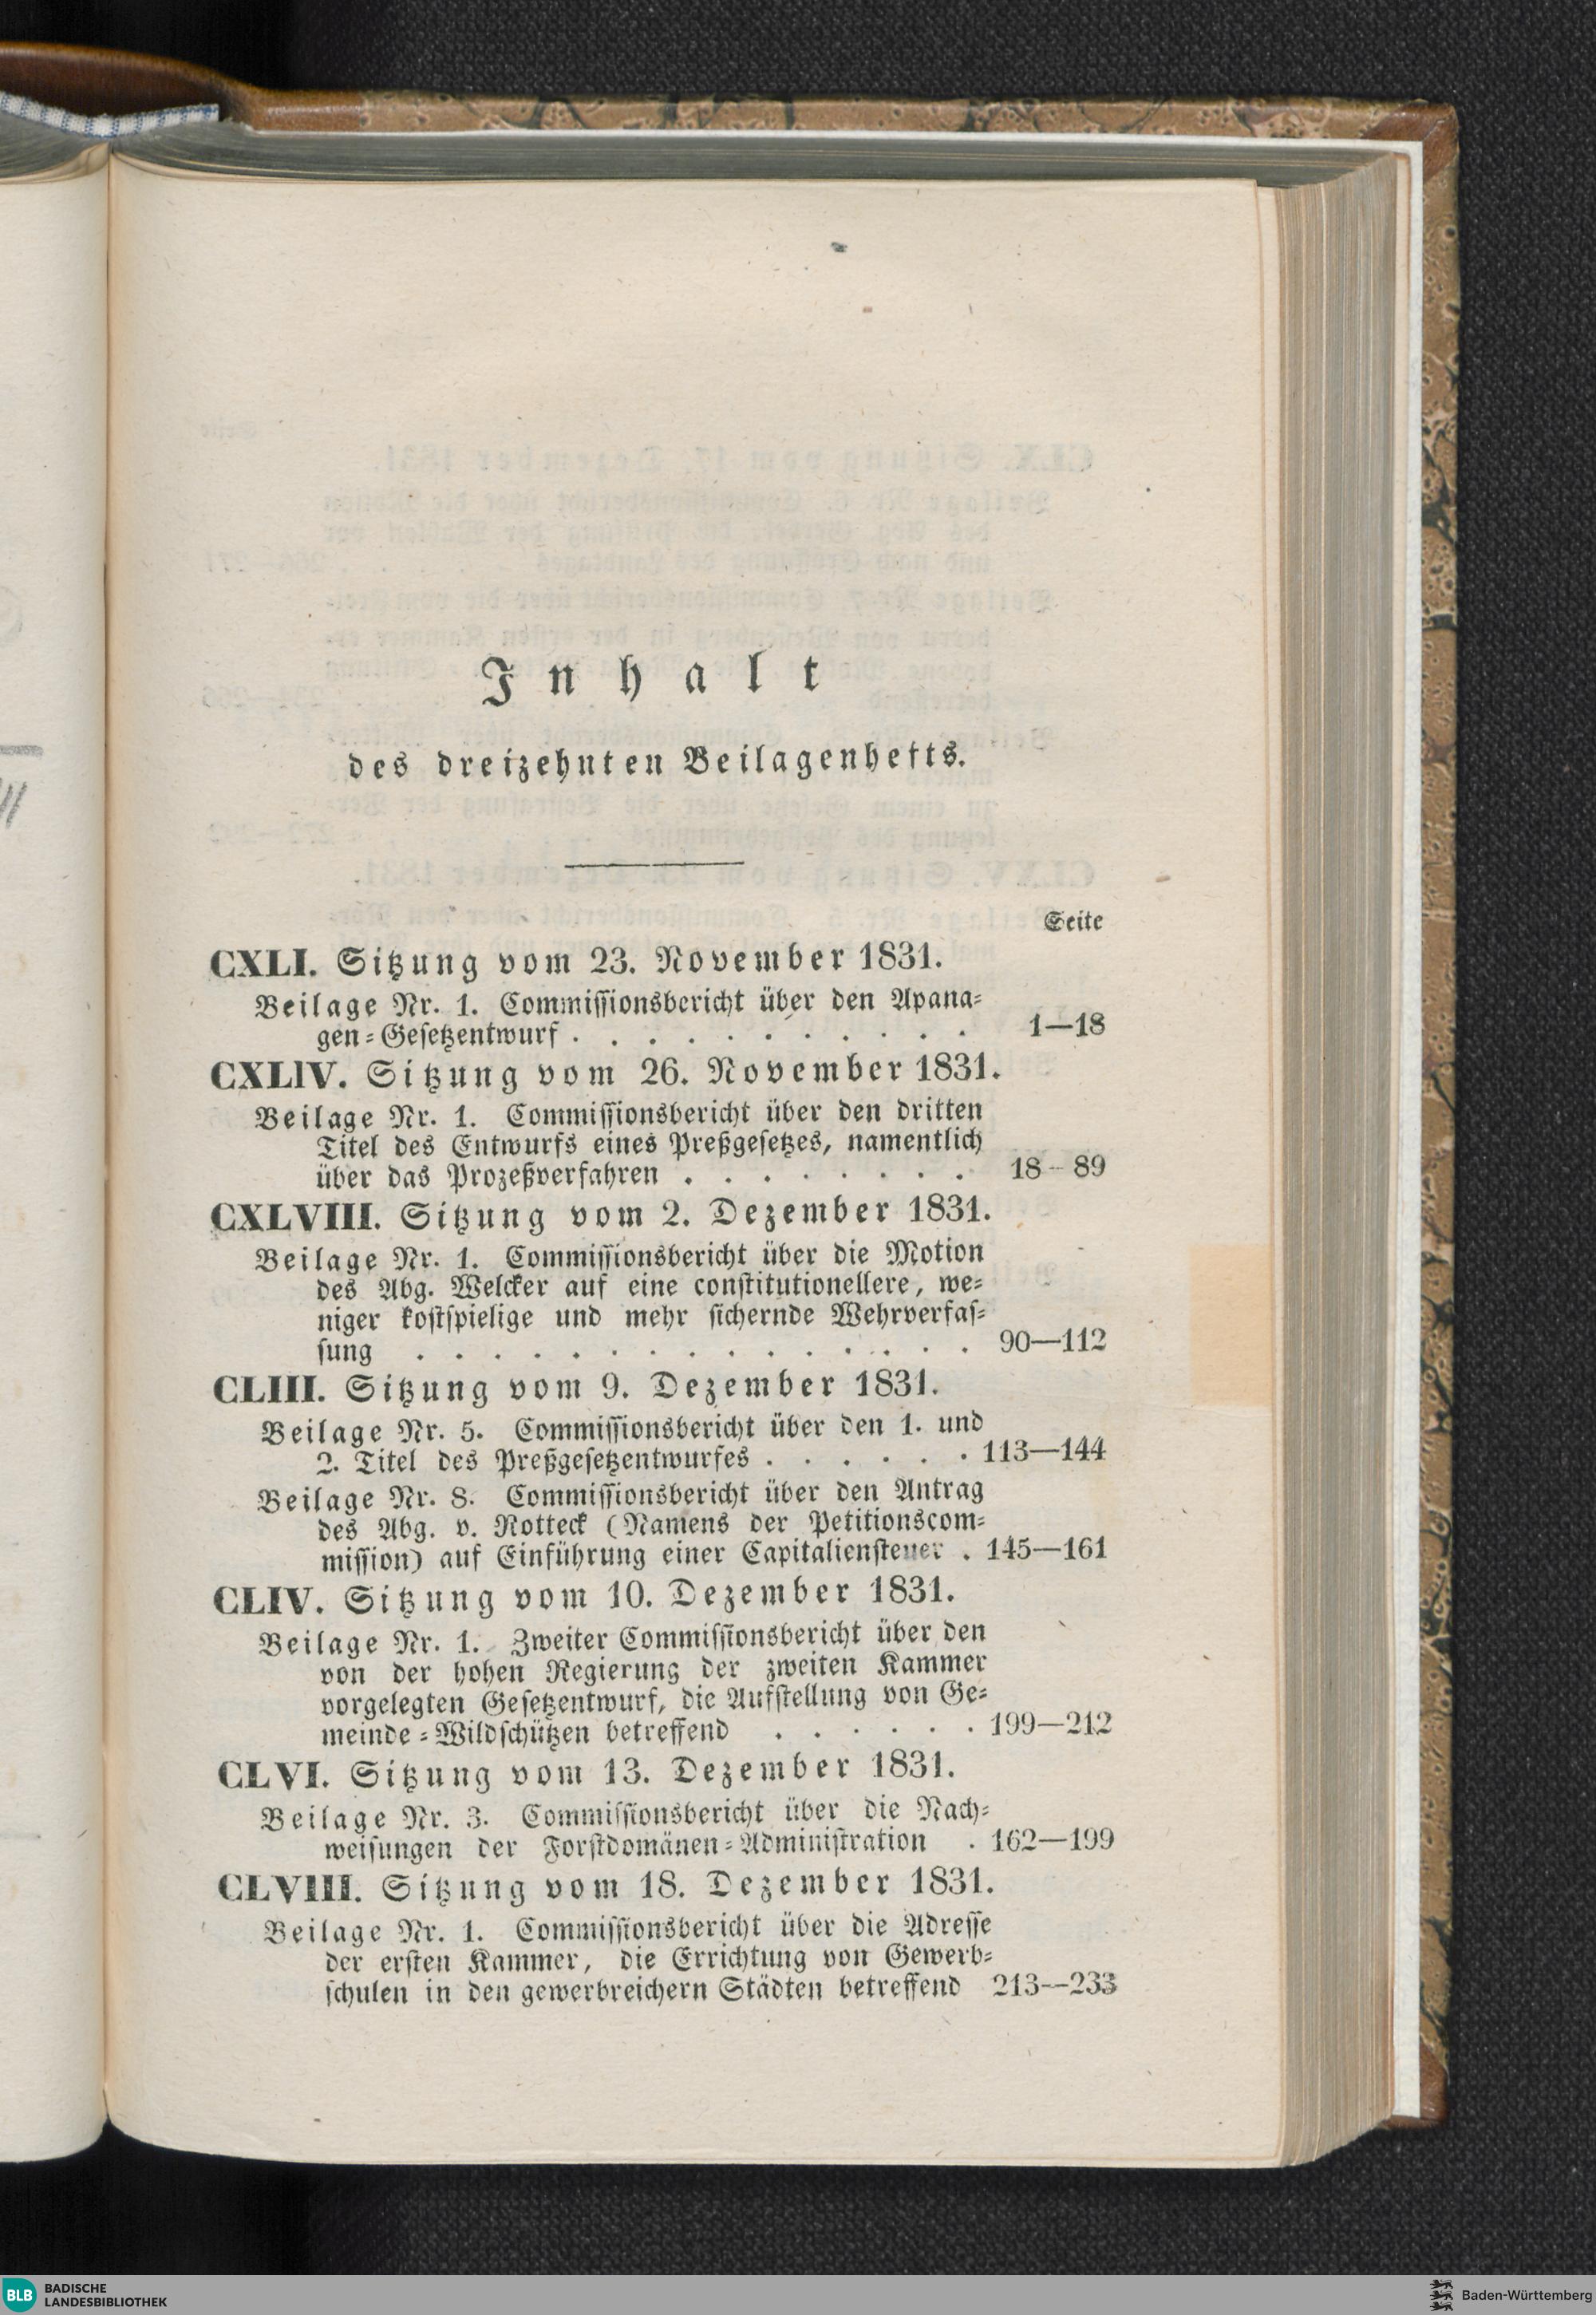 Inhalt
des dreizehnten Beilagenhefts.
Seite
CXLI. Sitzung vom 23. November 1831.
Beilage Nr. 1. Commissionsbericht über den Apana-
gen-Gesetzentwurf . . . . . . . . . . . 1—18
CXLIV. Sitzung vom 26. November 1831.
Beilage Nr. 1. Commissionsbericht über den dritten
Titel des Entwurfs eines Preßgesetzes, namentlich
über das Prozeßverfahren . . . . . . . . 18—89
CXLVIII. Sitzung vom 2. Dezember 1831.
Beilage Nr. 1. Commissionsbericht über die Motion
des Abg. Welcker auf eine constitutionellere, we-
niger kostspielige und mehr sichernde Wehrverfas-
sung . . . . . . . . . . . . . . . 90—112
CLIII. Sitzung vom 9. Dezember 1831.
Beilage Nr. 5. Commissionsbericht über den 1. und
2. Titel des Preßgesetzentwurfes . . . . . . 113—144
Beilage Nr. 8. Commissionsbericht über den Antrag
des Abg. v. Rotteck (Namens der Petitionscom-
mission) auf Einführung einer Capitaliensteuer . 145—161
CLIV. Sitzung vom 10. Dezember 1831.
Beilage Nr. 1. Zweiter Commissionsbericht über den
von der hohen Regierung der zweiten Kammer
vorgelegten Gesetzentwurf, die Aufstellung von Ge-
meinde-Wildschützen betreffend . . . . . . 199—212
CLVI. Sitzung vom 13. Dezember 1831.
Beilage Nr. 3. Commissionsbericht über die Nach-
weisungen der Forstdomänen-Administration . 162—199
CLVIII. Sitzung vom 18. Dezember 1831.
Beilage Nr. 1. Commissionsbericht über die Adresse
der ersten Kammer, die Errichtung von Gewerb-
schulen in den gewerbreichern Städten betreffend 213—233
BLB BADISCHE
LANDESBIBLIOTHEK
Baden-Württemberg